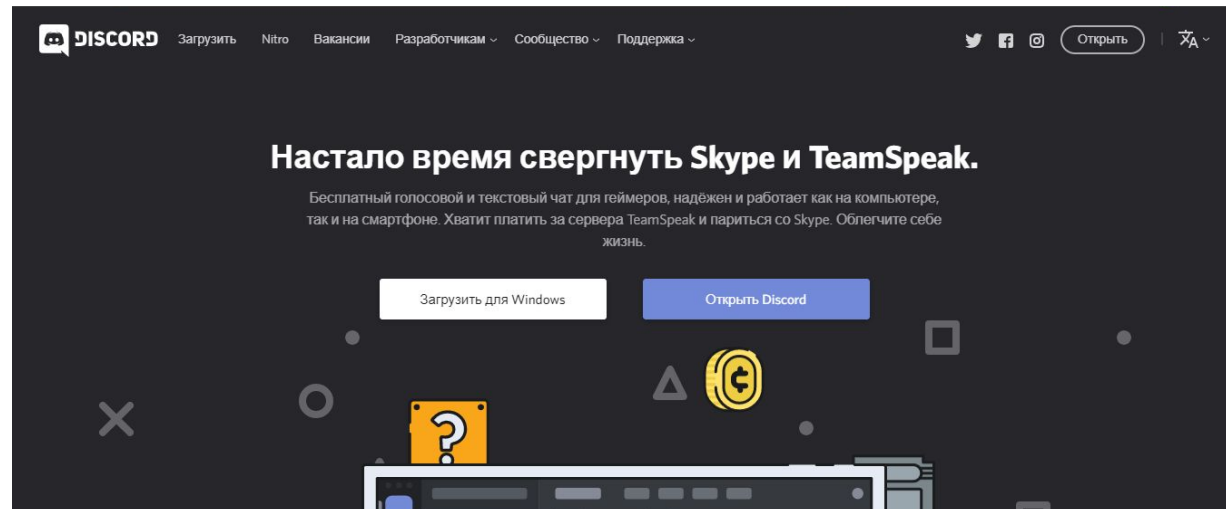 DISCORD Загрузить Nitro Вакансии Разработчикам Сообщество Поддержка Открыть
Настало время свергнуть Skype и TeamSpeak.
Бесплатный голосовой и текстовый чат для геймеров, надёжен и работает как на компьютере,
так и на смартфоне. Хватит платить за сервера TeamSpeak и париться со Skype. Облегчите себе
жизнь.
Загрузить для Windows Открыть Discord